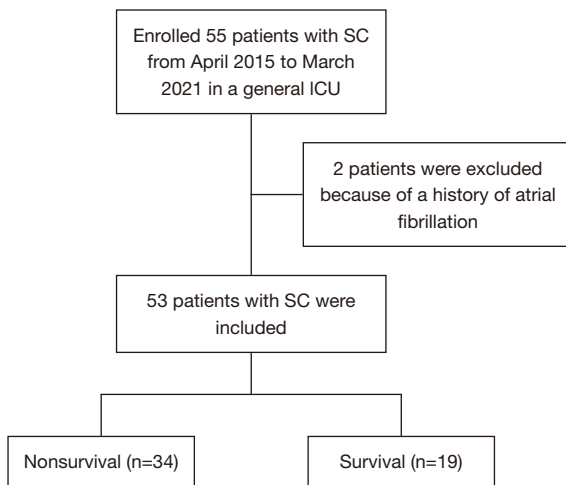 Enrolled 55 patients with SC
from April 2015 to March
2021 in a general ICU
2 patients were excluded
because of a history of atrial
fibrillation
53 patients with SC were
included
Nonsurvival (n=34)
Survival (n=19)